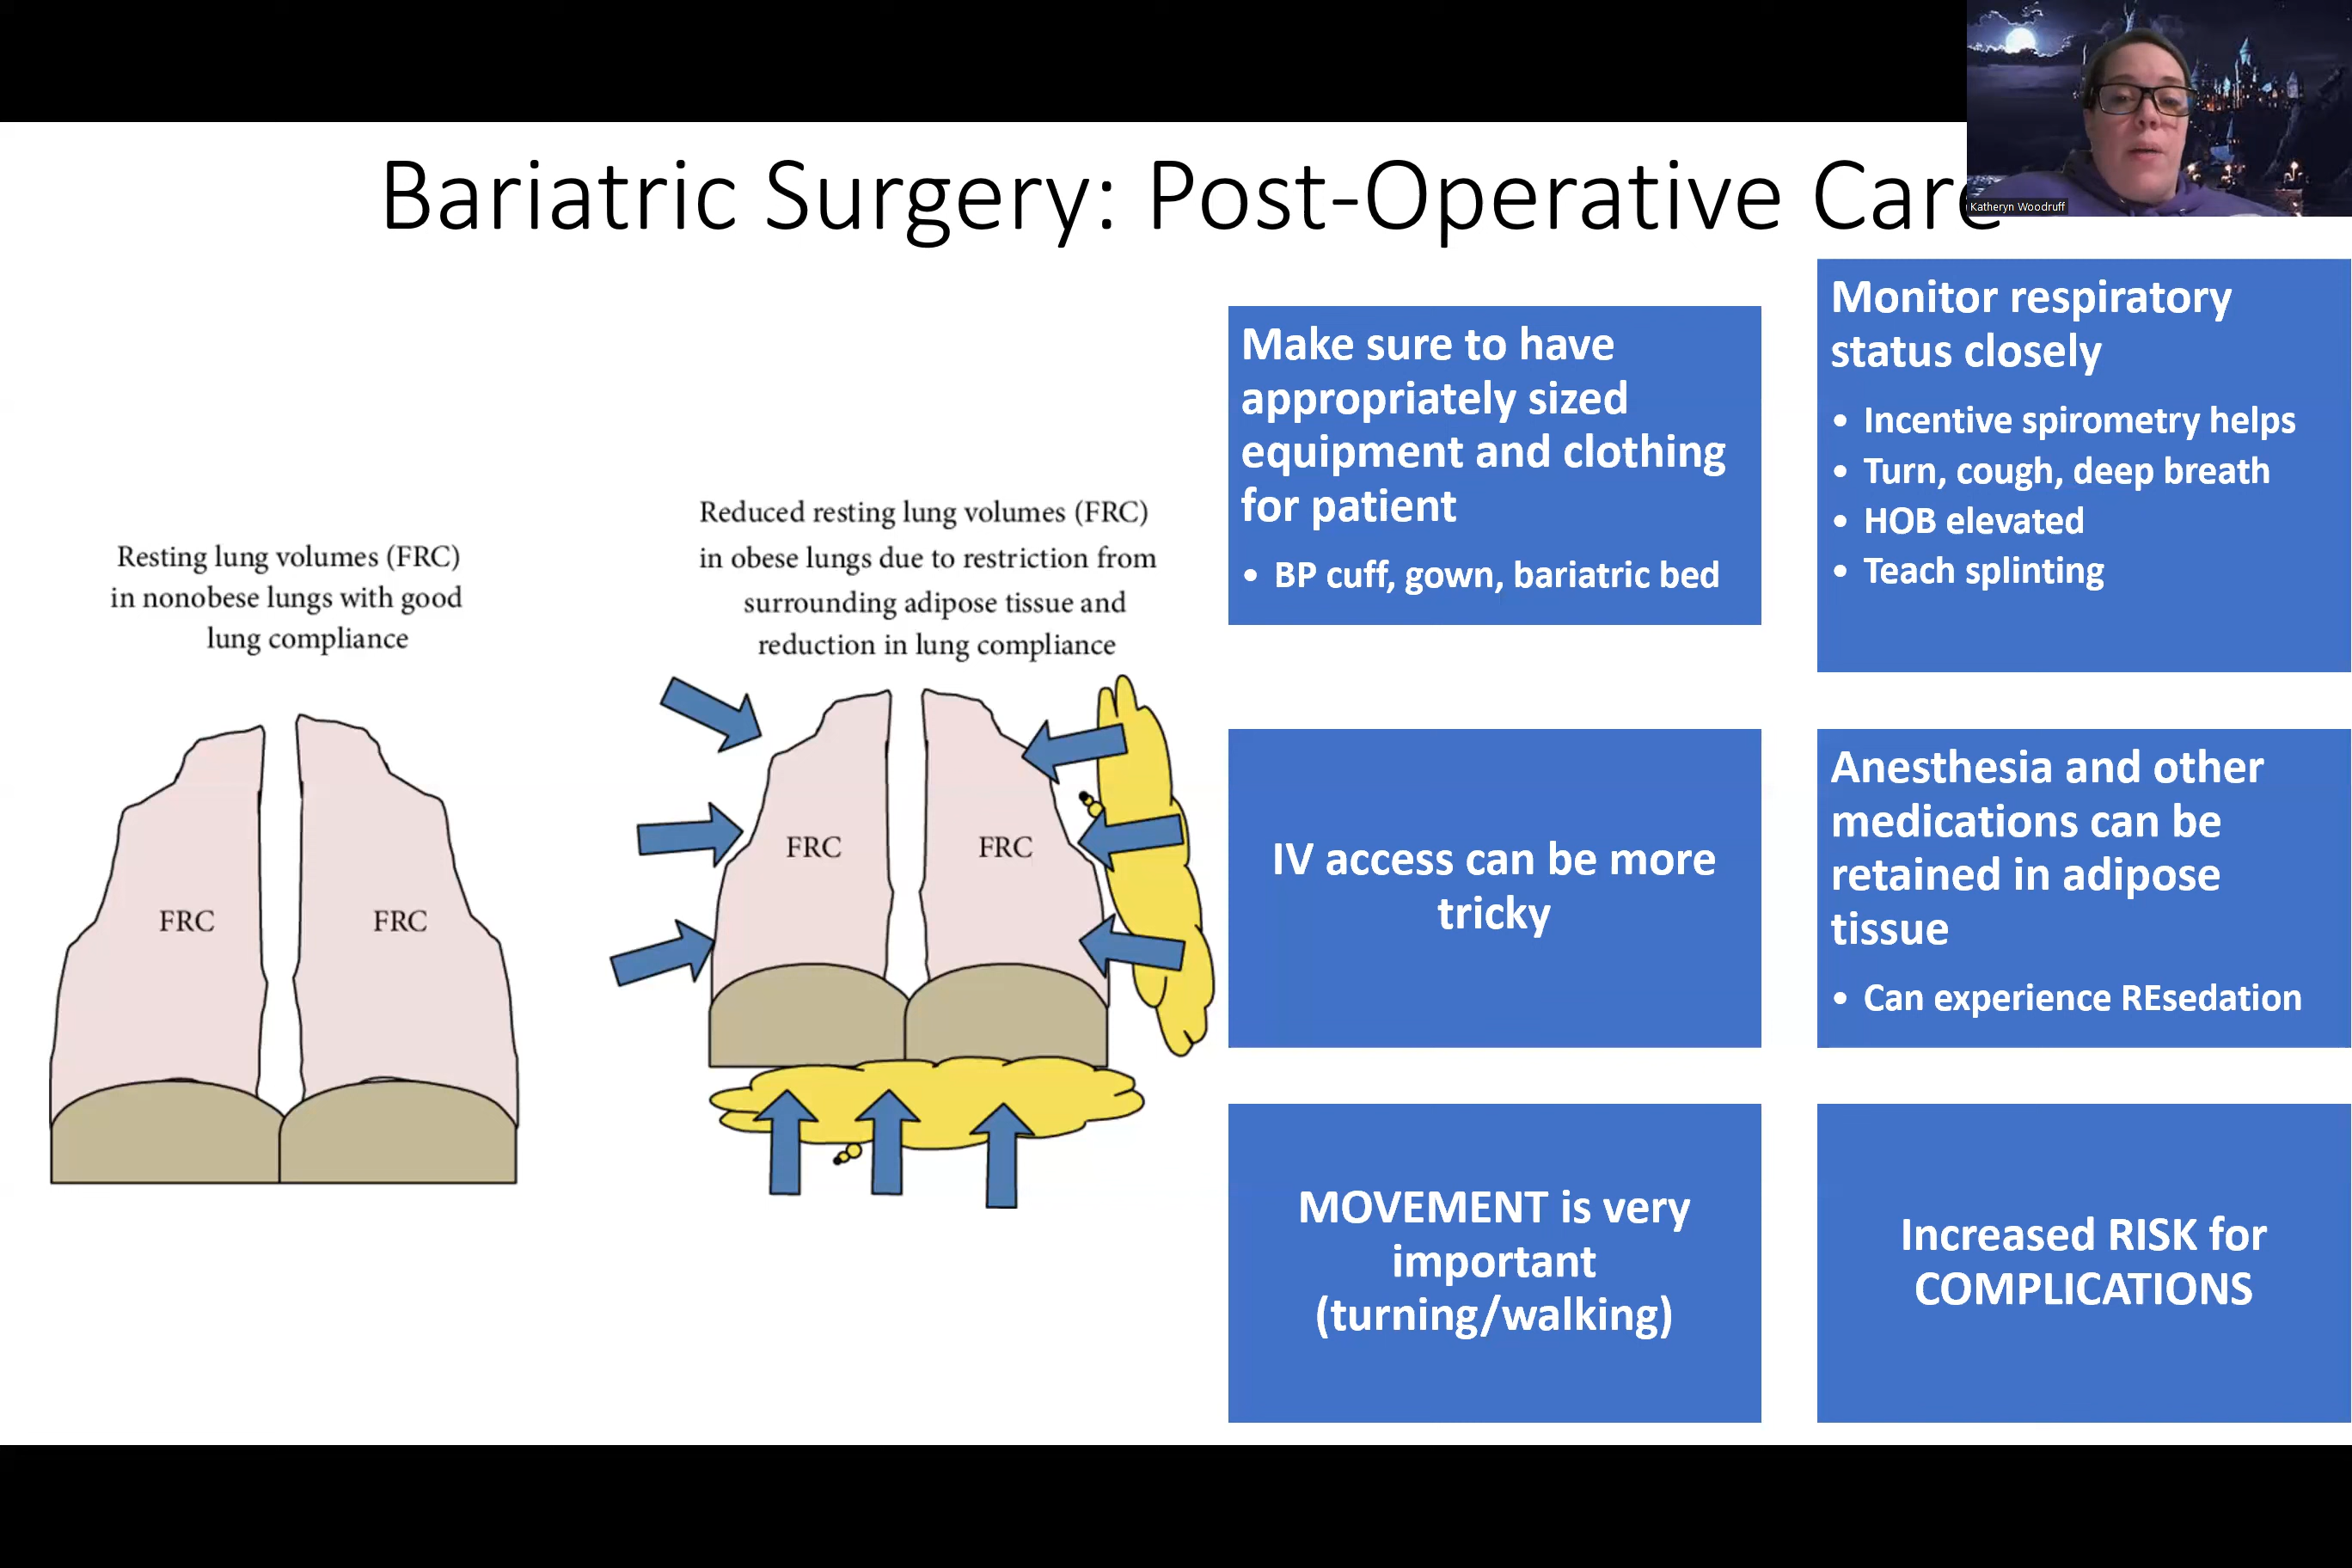 Bariatric Surgery: Post-Operative Care
Katheryn Woodruff
Resting lung volumes (FRC)
in nonobese lungs with good
lung compliance
FRC
FRC
Reduced resting lung volumes (FRC)
in obese lungs due to restriction from
surrounding adipose tissue and
reduction in lung compliance
FRC
FRC
Make sure to have
appropriately sized
equipment and clothing
for patient
• BP cuff, gown, bariatric bed
Monitor respiratory
status closely
• Incentive spirometry helps
• Turn, cough, deep breath
• HOB elevated
• Teach splinting
IV access can be more
tricky
Anesthesia and other
medications can be
retained in adipose
tissue
• Can experience REsedation
MOVEMENT is very
important
(turning/walking)
Increased RISK for
COMPLICATIONS